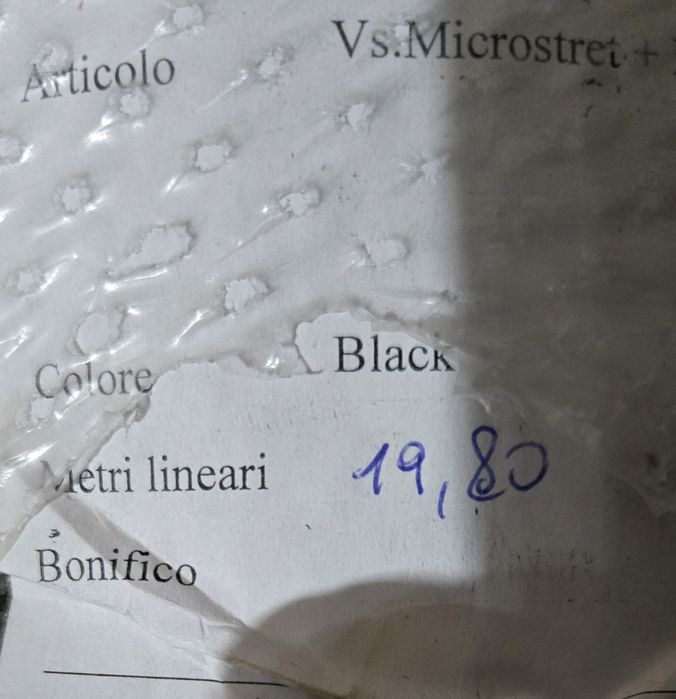 Articolo Vs.Microstret +
Colore Black
Metri lineari 19,80
Bonifico